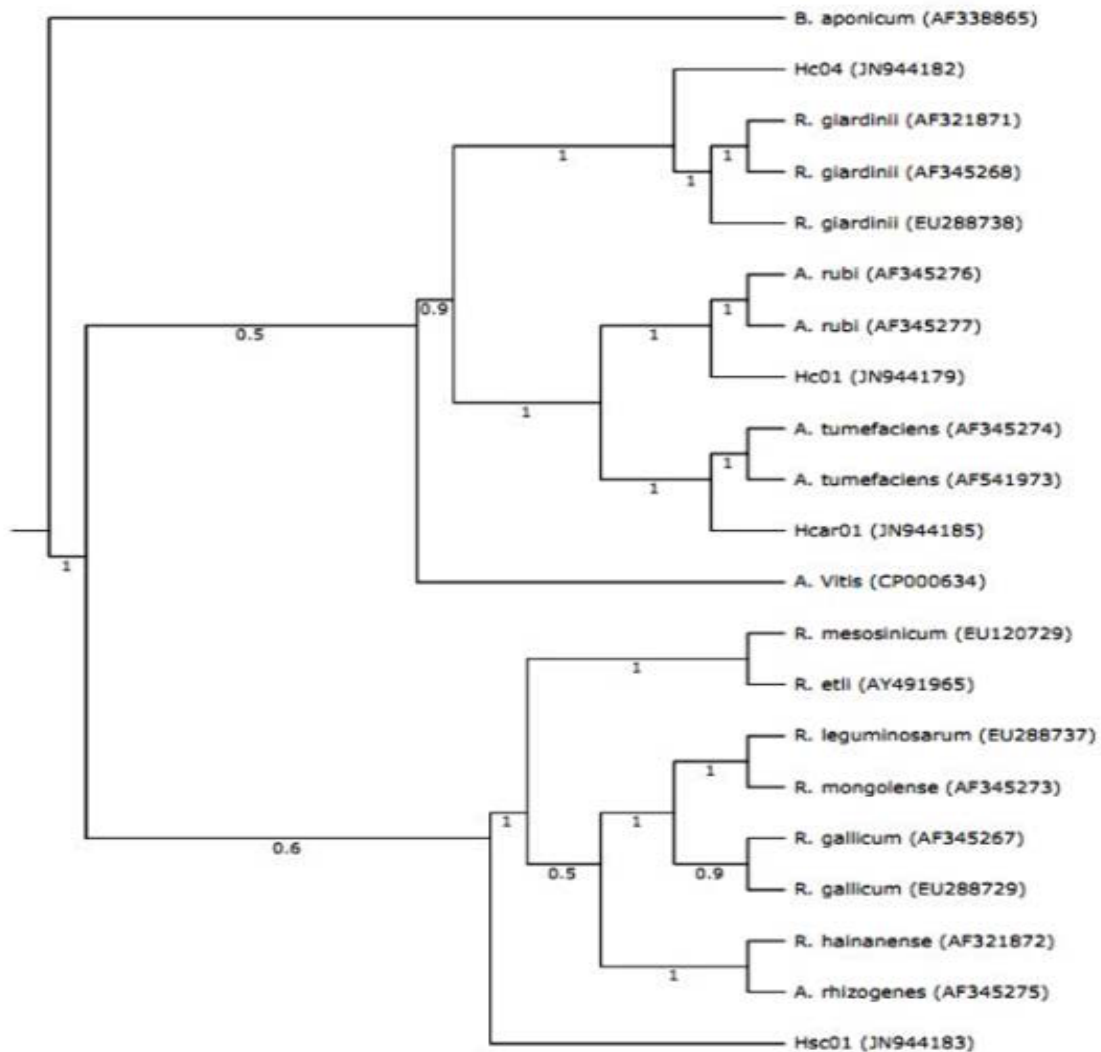 B. aponicum (AF338865)
Hc04 (JN944182)
R. giardinii (AF321871)
1
1
R. giardinii (AF345268)
1
R. giardinii (EU288738)
A. rubi (AF345276)
0.9
1
0.5
1
A. rubi (AF345277)
Hc01 (JN944179)
1
A. tumefaciens (AF345274)
1
A. tumefaciens (AF541973)
1
Hcar01 (JN944185)
1
A. Vitis (CP000634)
R. mesosinicum (EU120729)
1
R. etli (AY491965)
R. leguminosarum (EU288737)
1
R. mongolense (AF345273)
1
1
R. gallicum (AF345267)
0.6
0.5
0.9
R. gallicum (EU288729)
R. hainanense (AF321872)
1
A. rhizogenes (AF345275)
Hsc01 (JN944183)